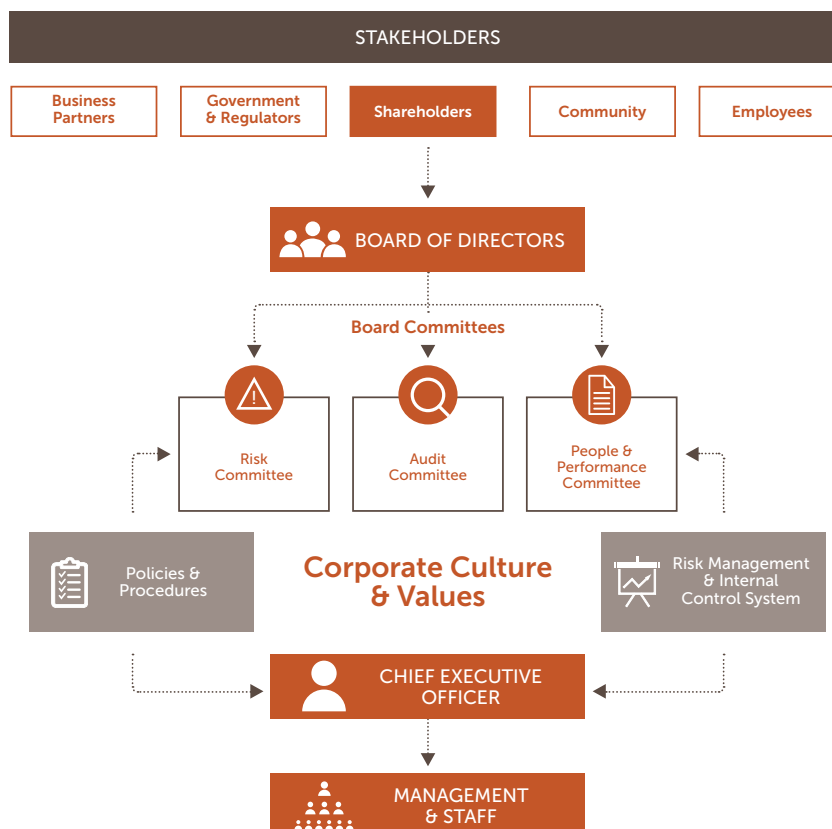 STAKEHOLDERS
Business
Partners
Government
& Regulators
Shareholders
Community
Employees
BOARD OF DIRECTORS
Board Committees
Risk
Committee
Audit
Committee
People &
Performance
Committee
Policies &
Procedures
Corporate Culture
& Values
Risk Management
& Internal
Control System
CHIEF EXECUTIVE
OFFICER
MANAGEMENT
& STAFF